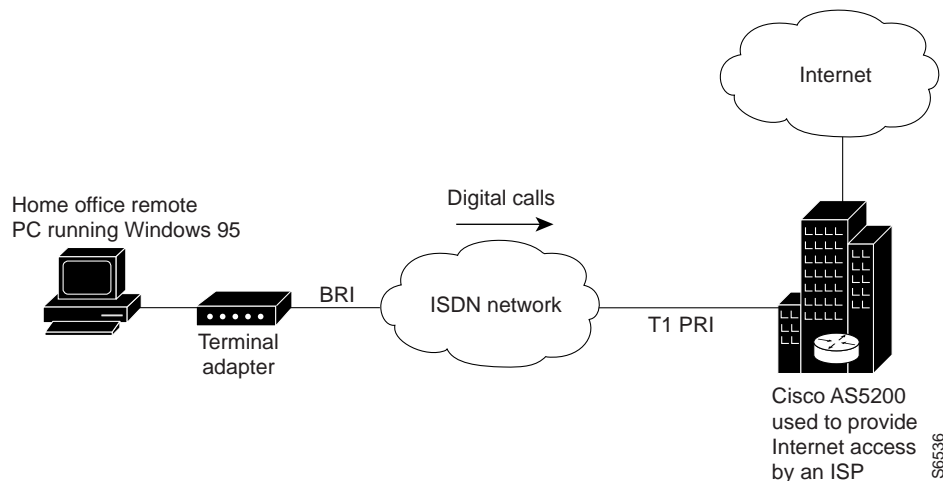 Internet
Digital calls
Home office remote
PC running Windows 95
BRI
ISDN network
T1 PRI
Terminal
adapter
Cisco AS5200
used to provide
Internet access
by an ISP
S6536